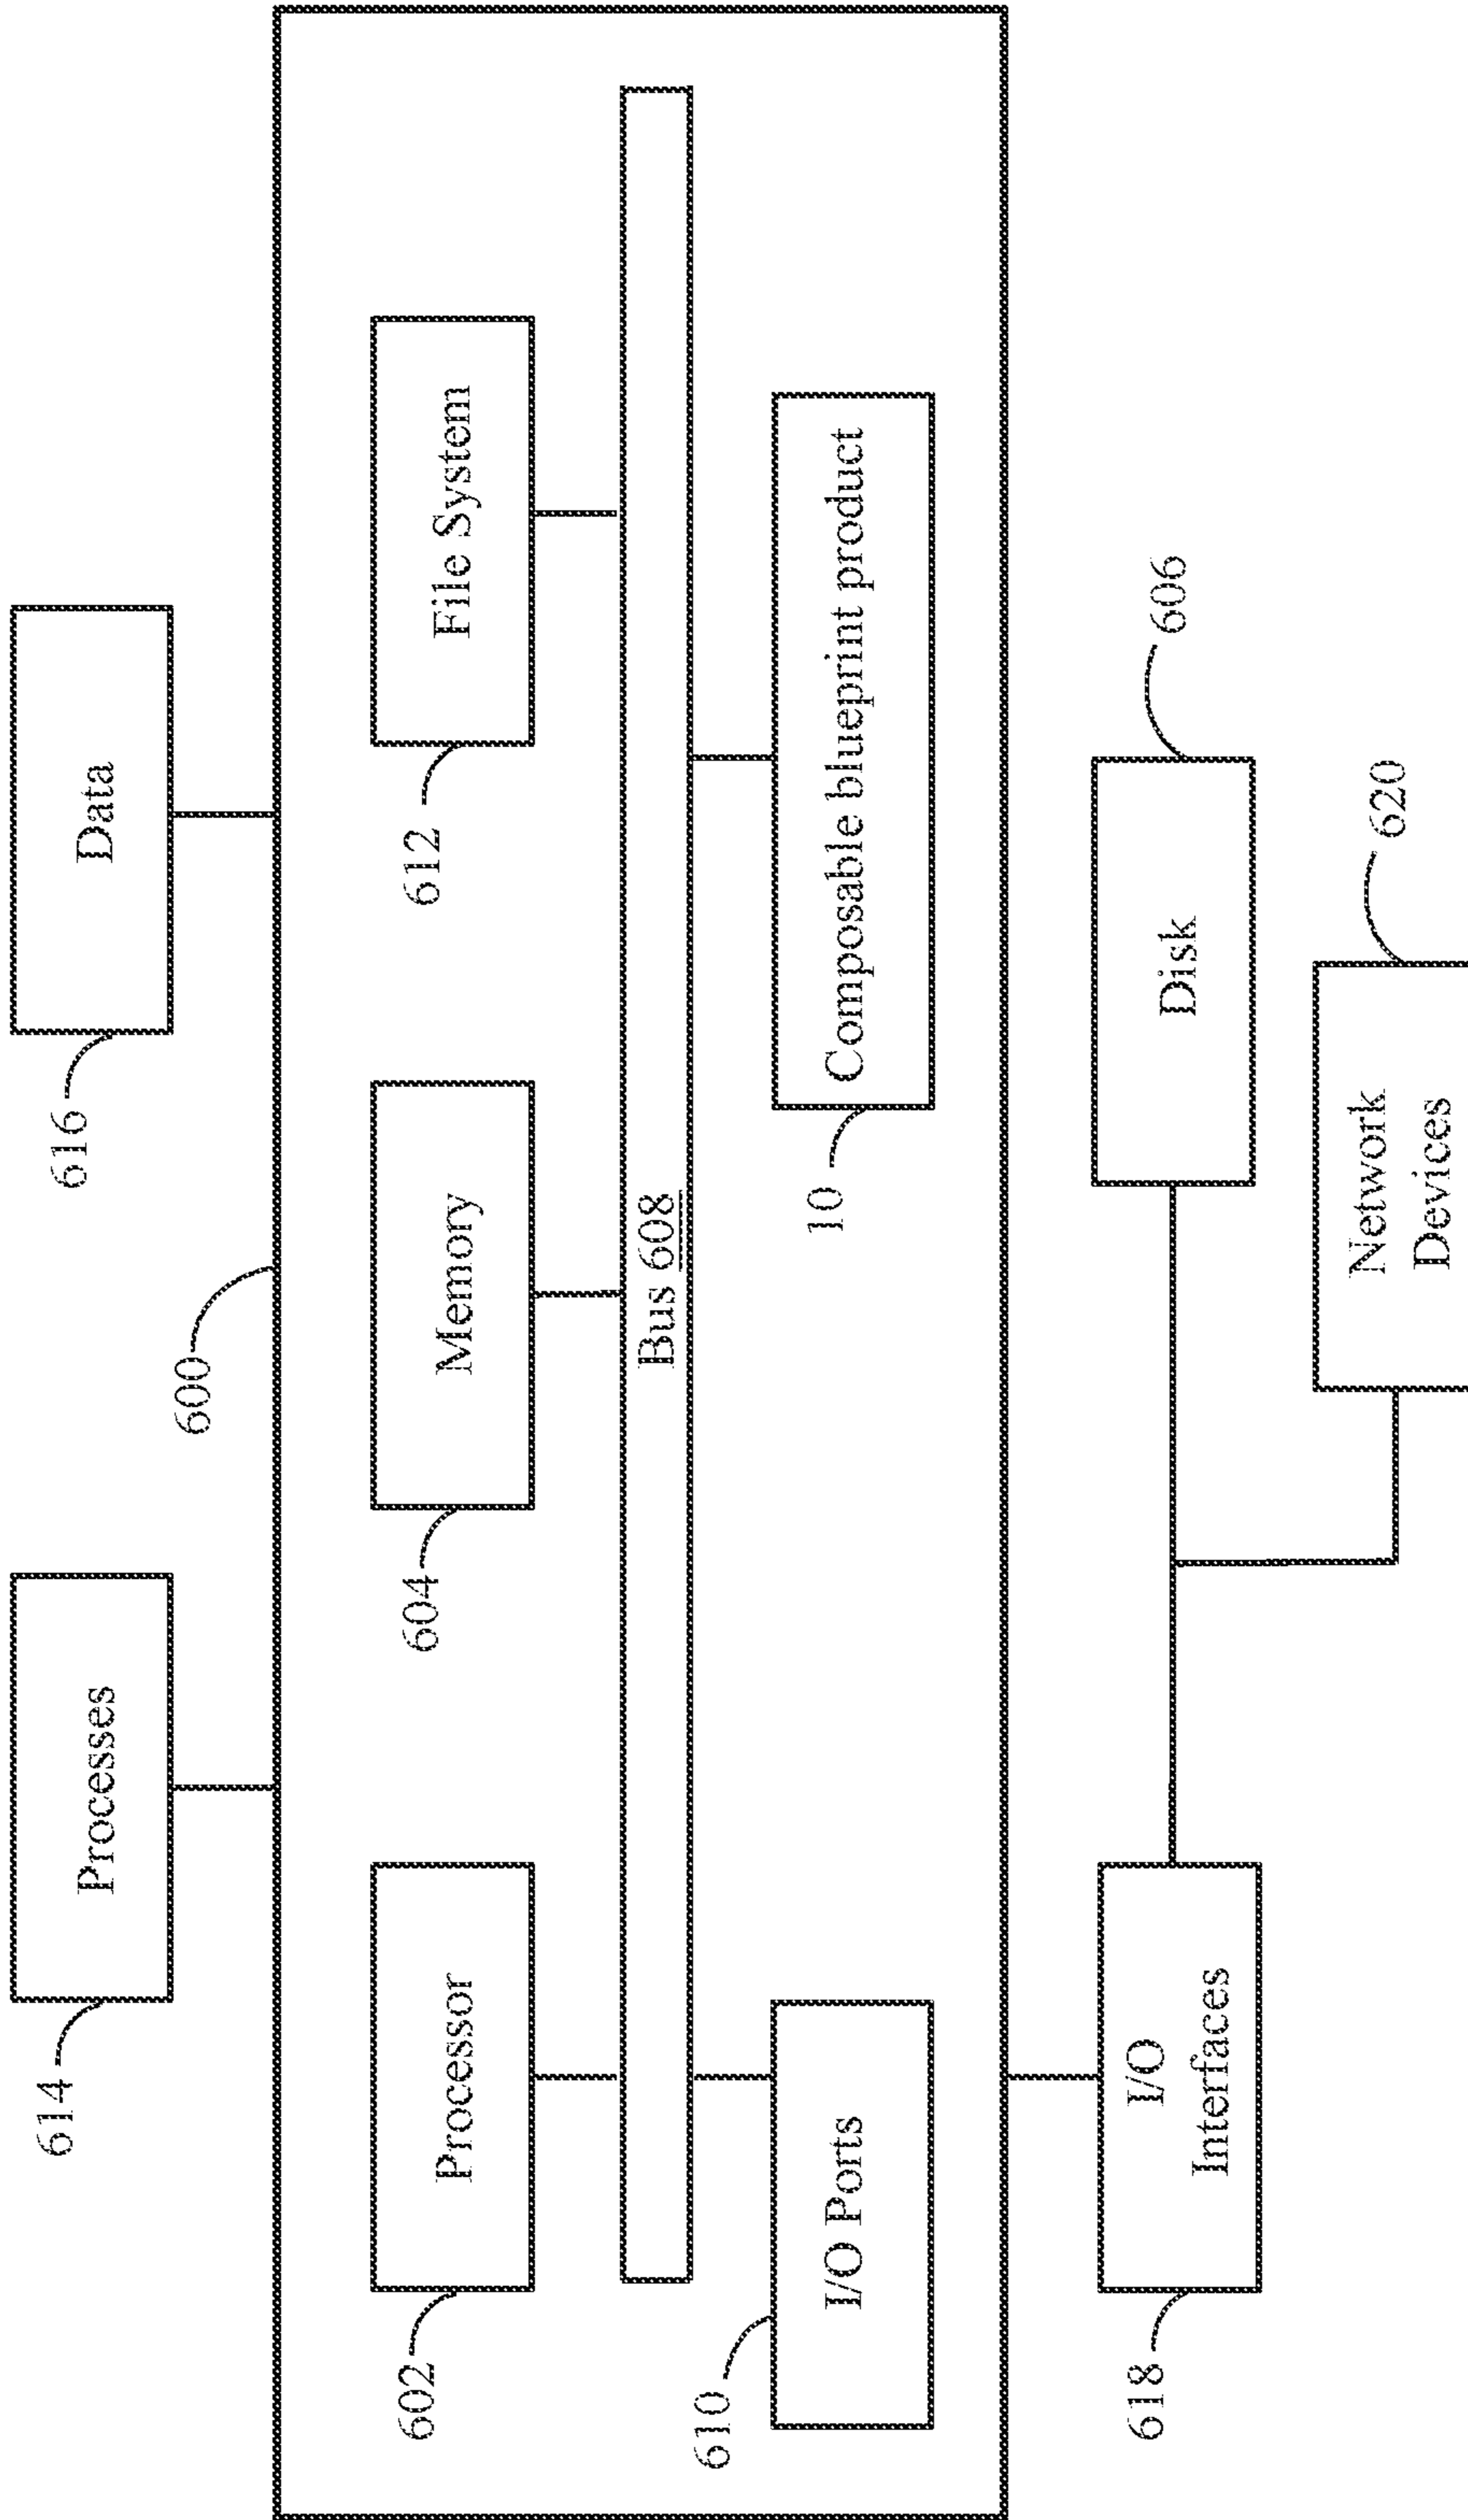 614
Processes
616
Data
600
602
Processor
604
Memory
612
File System
Bus 608
610
I/O Ports
10
Composable blueprint product
618
I/O
Interfaces
Disk
606
Network
Devices
620